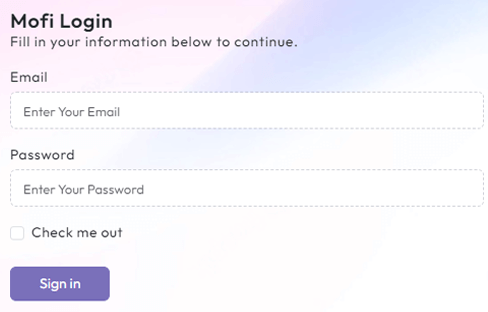 Mofi Login
Fill in your information below to continue.
Email
Enter Your Email
Password
Enter Your Password
Check me out
Sign in